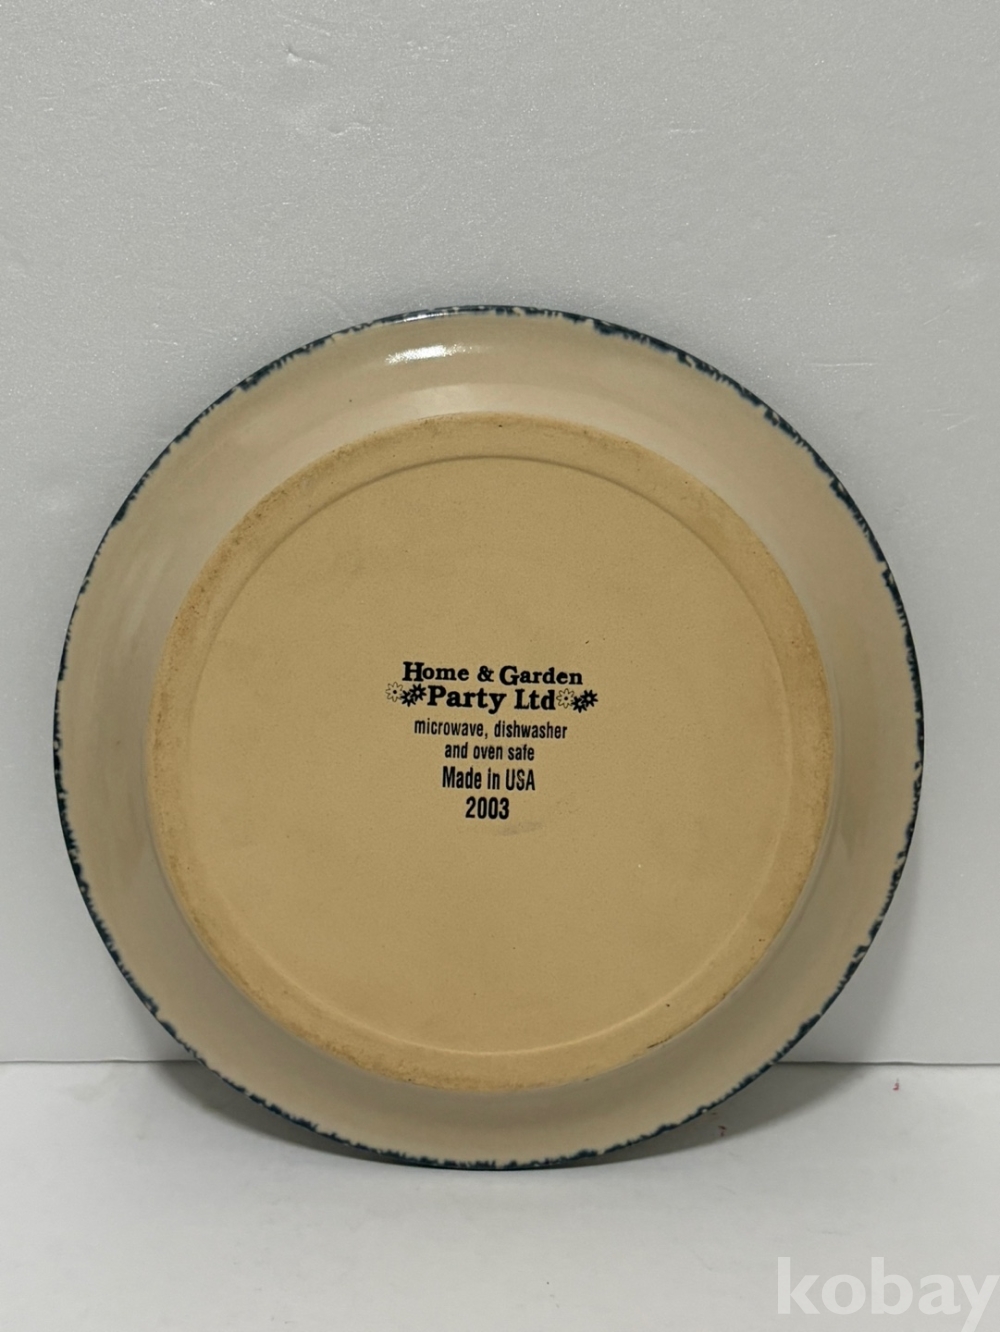 Home & Garden
Party Ltd
microwave, dishwasher
and oven safe
Made in USA
2003
kobay